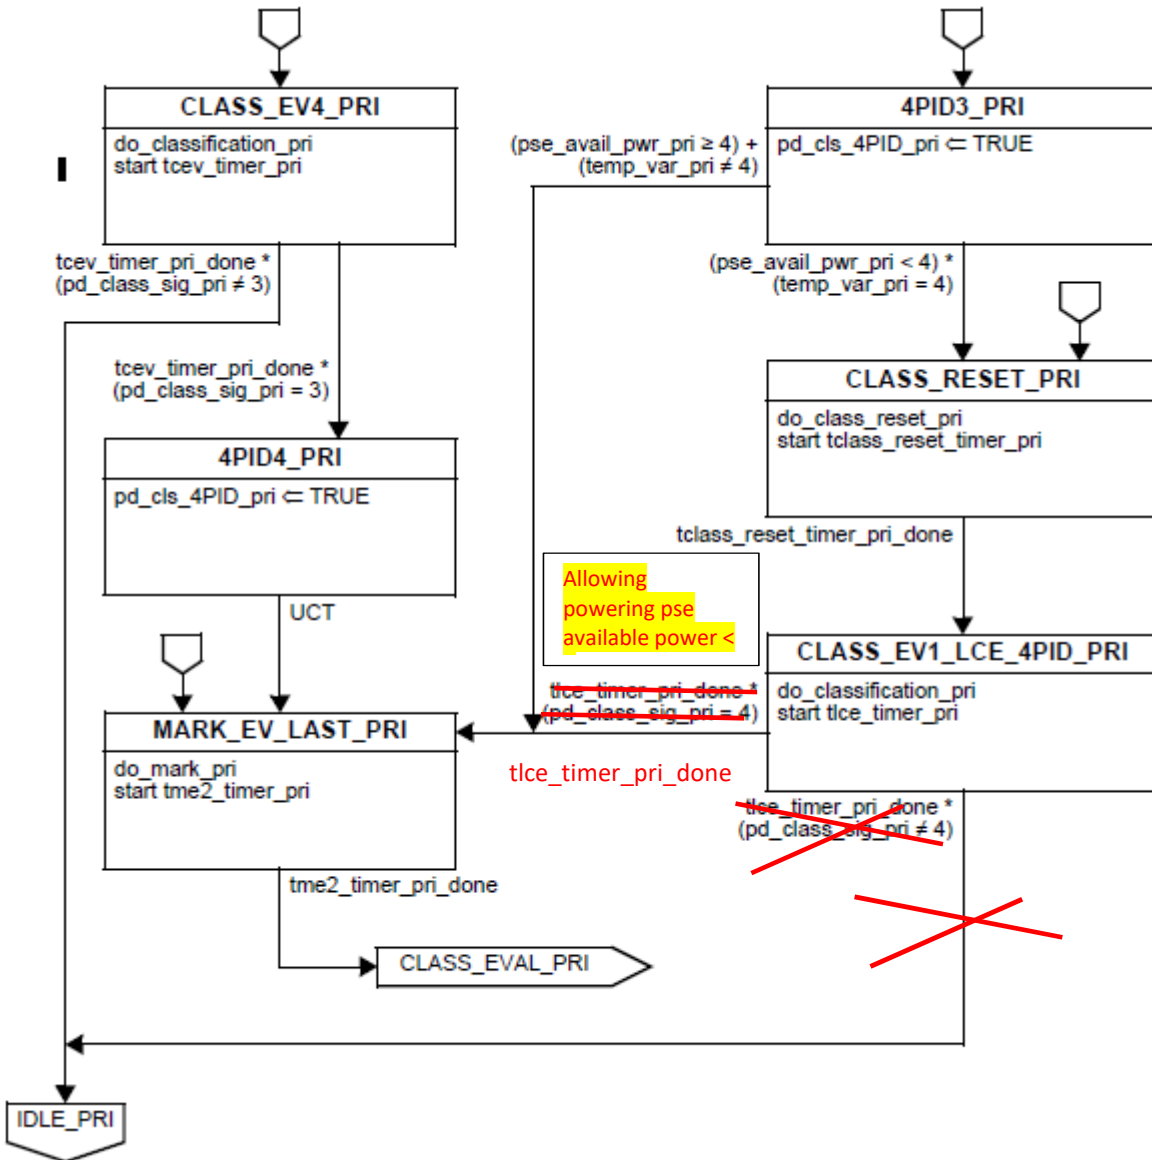 CLASS_EV4_PRI
do_classification_pri
start tcev_timer_pri
tcev_timer_pri_done *
(pd_class_sig_pri ≠ 3)
tcev_timer_pri_done *
(pd_class_sig_pri = 3)
4PID4_PRI
pd_cls_4PID_pri ⇐ TRUE
UCT
MARK_EV_LAST_PRI
do_mark_pri
start tme2_timer_pri
tme2_timer_pri_done
CLASS_EVAL_PRI
IDLE_PRI
4PID3_PRI
pd_cls_4PID_pri ⇐ TRUE
(pse_avail_pwr_pri ≥ 4) +
(temp_var_pri ≠ 4)
(pse_avail_pwr_pri < 4) *
(temp_var_pri = 4)
CLASS_RESET_PRI
do_class_reset_pri
start tclass_reset_timer_pri
tclass_reset_timer_pri_done
Allowing
powering pse
available power <
CLASS_EV1_LCE_4PID_PRI
do_classification_pri
start tlce_timer_pri
tlce_timer_pri_done *
(pd_class_sig_pri = 4)
tlce_timer_pri_done
tlce_timer_pri_done *
(pd_class_sig_pri ≠ 4)